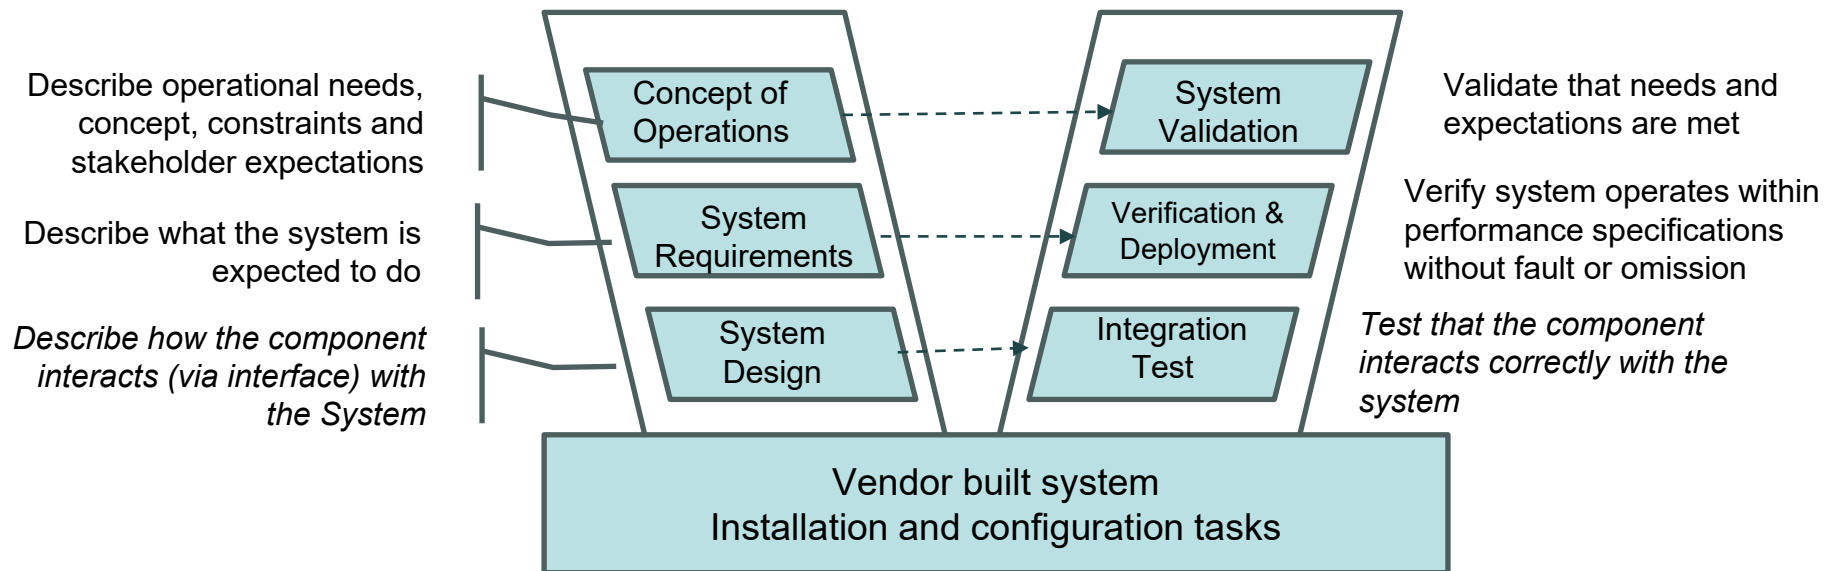 Describe operational needs,
concept, constraints and
stakeholder expectations
Concept of
Operations
System
Validation
Validate that needs and
expectations are met
Describe what the system is
expected to do
System
Requirements
Verification &
Deployment
Verify system operates within
performance specifications
without fault or omission
Describe how the component
interacts (via interface) with
the System
System
Design
Integration
Test
Test that the component
interacts correctly with the
system
Vendor built system
Installation and configuration tasks